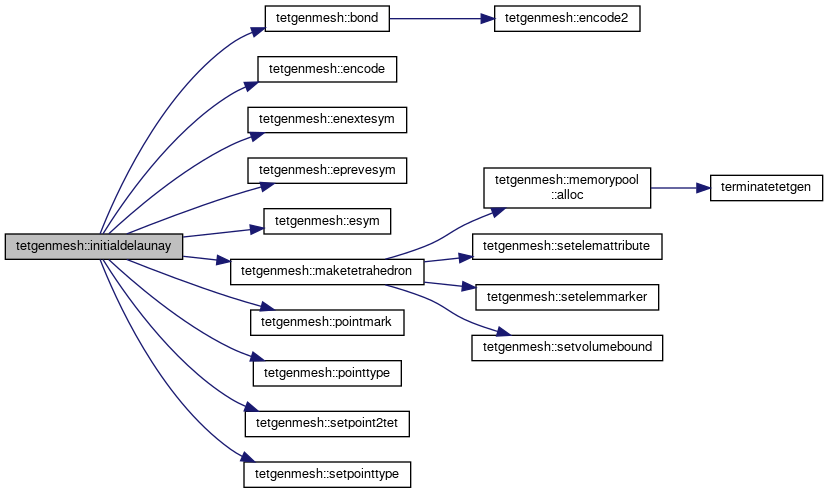 tetgenmesh::initialdelaunay
tetgenmesh::bond
tetgenmesh::encode
tetgenmesh::enextesym
tetgenmesh::eprevesym
tetgenmesh::esym
tetgenmesh::maketetrahedron
tetgenmesh::pointmark
tetgenmesh::pointtype
tetgenmesh::setpoint2tet
tetgenmesh::setpointtype
tetgenmesh::encode2
tetgenmesh::memorypool
::alloc
tetgenmesh::setelemattribute
tetgenmesh::setelemmarker
tetgenmesh::setvolumebound
terminatetetgen